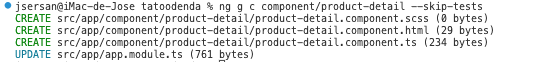 jsersan@iMac-de-Jose tatoodenda % ng g c component/product-detail --skip-tests
CREATE src/app/component/product-detail/product-detail.component.scss (0 bytes)
CREATE src/app/component/product-detail/product-detail.component.html (29 bytes)
CREATE src/app/component/product-detail/product-detail.component.ts (234 bytes)
UPDATE src/app/app.module.ts (761 bytes)